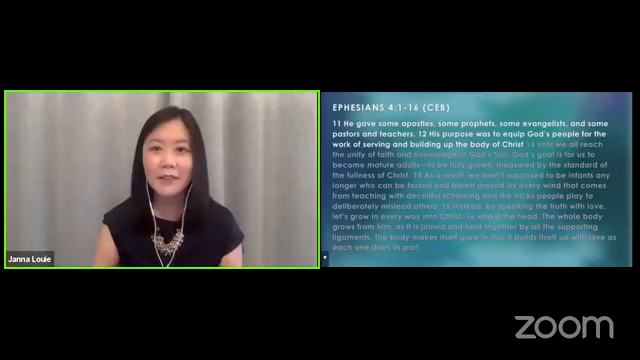 Janna Louie
EPHESIANS 4:1-16 (CEB)
11 He gave some apostles, some prophets, some evangelists, and some
pastors and teachers. 12 His purpose was to equip God's people for the
work of serving and building up the body of Christ 13 until we all reach
the unity of faith and knowledge of God's Son. God's goal is for us to
become mature adults—to be fully grown, measured by the standard of
the fullness of Christ. 14 As a result, we aren't supposed to be infants any
longer who can be tossed and blown around by every wind that comes
from teaching with deceitful scheming and the tricks people play to
deliberately mislead others. 15 Instead, by speaking the truth with love,
let's grow in every way into Christ, 16 who is the head. The whole body
grows from him, as it is joined and held together by all the supporting
ligaments. The body makes itself grow in that it builds itself up with love as
each one does its part.
zoom